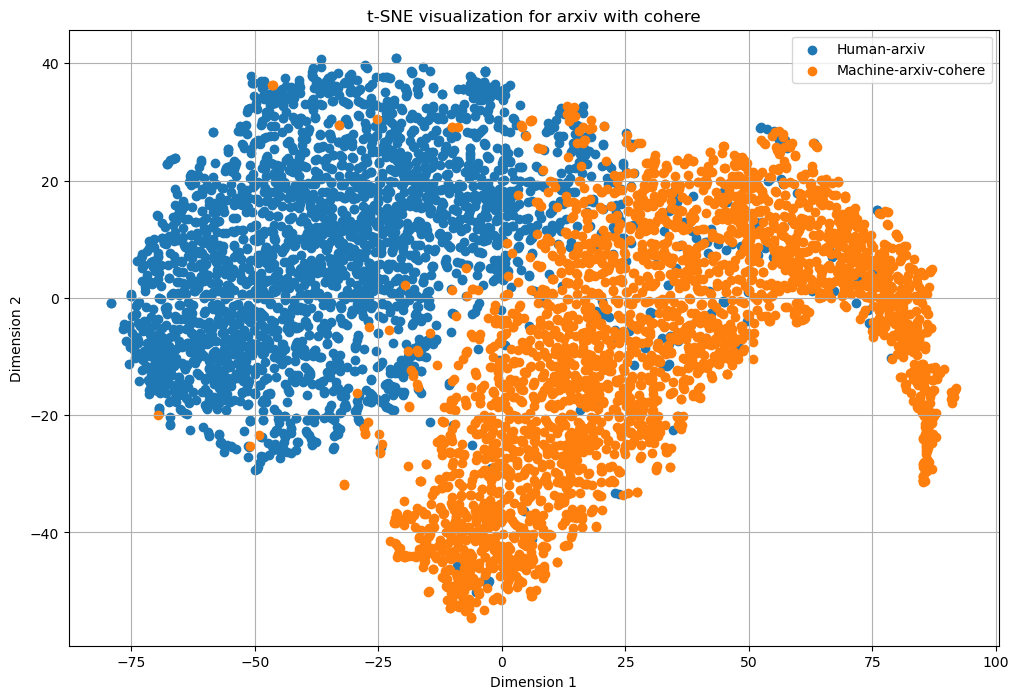 t-SNE visualization for arxiv with cohere
Human-arxiv
Machine-arxiv-cohere
40
20
0
−20
−40
Dimension 2
−75
−50
−25
0
25
50
75
100
Dimension 1